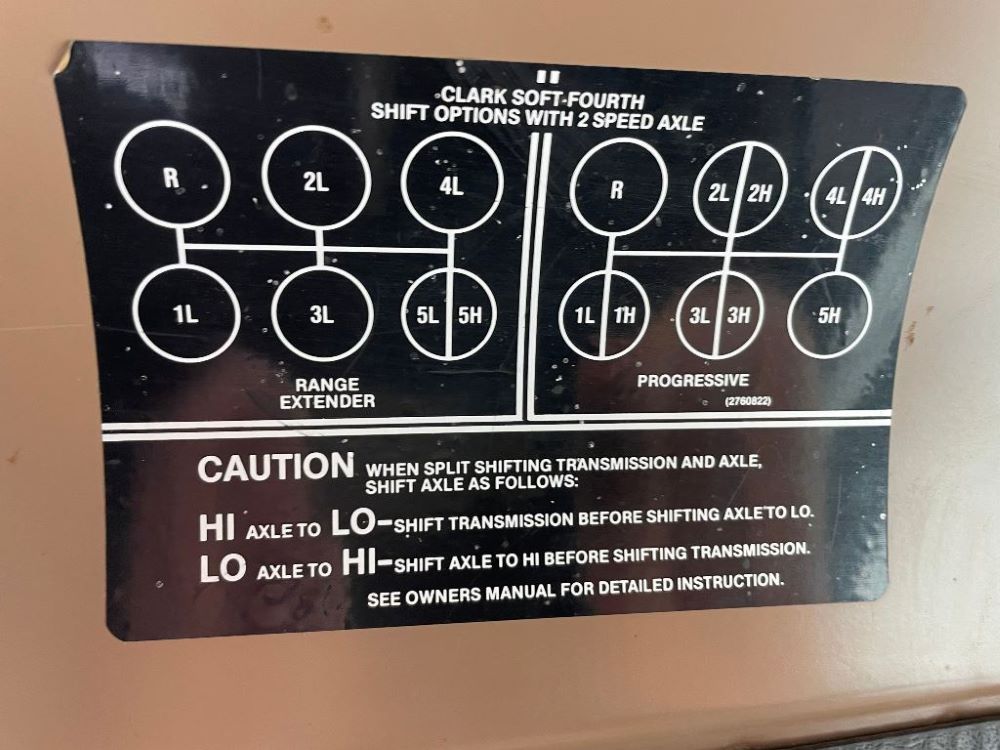 CLARK SOFT-FOURTH
SHIFT OPTIONS WITH 2 SPEED AXLE
R 2L 4L
1L 3L 5L 5H
RANGE
EXTENDER
R 2L 2H 4L 4H
1L 1H 3L 3H 5H
PROGRESSIVE
(2760822)
CAUTION WHEN SPLIT SHIFTING TRANSMISSION AND AXLE,
SHIFT AXLE AS FOLLOWS:
HI AXLE TO LO-SHIFT TRANSMISSION BEFORE SHIFTING AXLE TO LO.
LO AXLE TO HI-SHIFT AXLE TO HI BEFORE SHIFTING TRANSMISSION.
SEE OWNERS MANUAL FOR DETAILED INSTRUCTION.